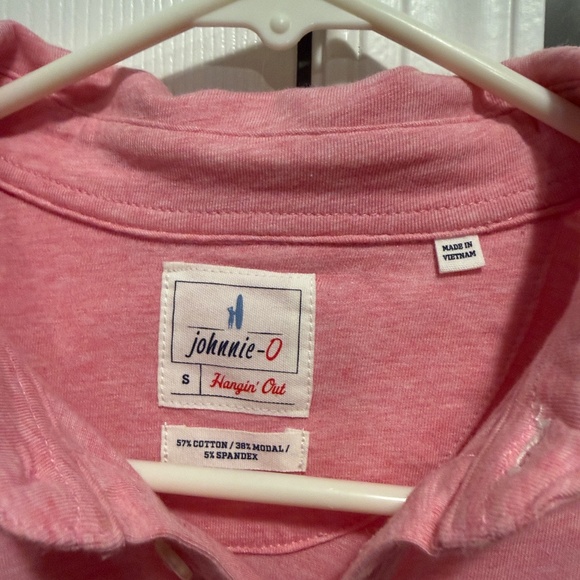 MADE IN
VIETNAM
johnnie-O
S
Hangin' Out
57% COTTON / 38% MODAL /
5% SPANDEX